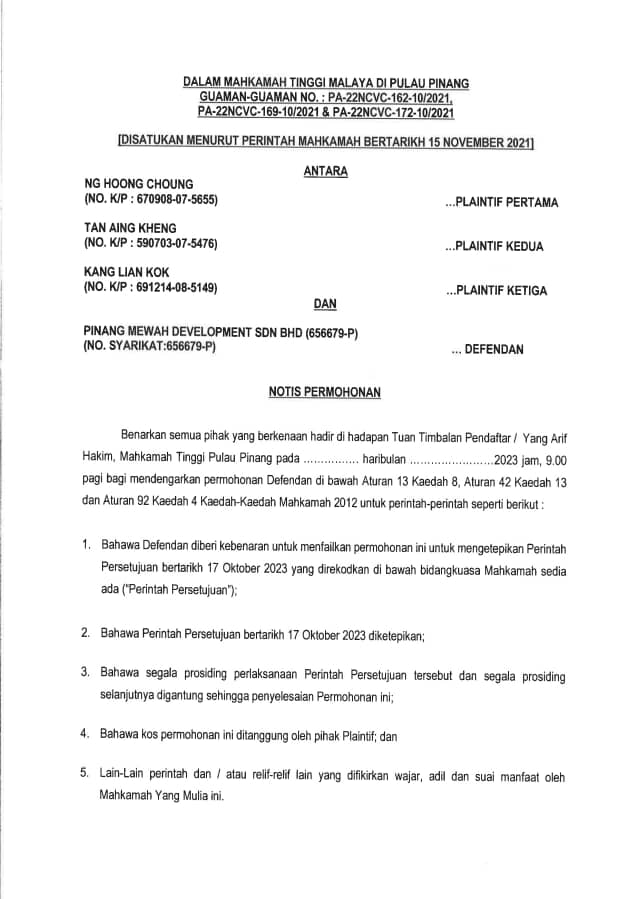 DALAM MAHKAMAH TINGGI MALAYA DI PULAU PINANG
GUAMAN-GUAMAN NO. : PA-22NCVC-162-10/2021,
PA-22NCVC-169-10/2021 & PA-22NCVC-172-10/2021
[DISATUKAN MENURUT PERINTAH MAHKAMAH BERTARIKH 15 NOVEMBER 2021]
ANTARA
NG HOONG CHOUNG
(NO. K/P : 670908-07-5655) ...PLAINTIF PERTAMA
TAN AING KHENG
(NO. K/P : 590703-07-5476) ...PLAINTIF KEDUA
KANG LIAN KOK
(NO. K/P : 691214-08-5149) ...PLAINTIF KETIGA
DAN
PINANG MEWAH DEVELOPMENT SDN BHD (656679-P)
(NO. SYARIKAT:656679-P) ... DEFENDAN
NOTIS PERMOHONAN
Benarkan semua pihak yang berkenaan hadir di hadapan Tuan Timbalan Pendaftar / Yang Arif
Hakim, Mahkamah Tinggi Pulau Pinang pada ................ haribulan ........................2023 jam, 9.00
pagi bagi mendengarkan permohonan Defendan di bawah Aturan 13 Kaedah 8, Aturan 42 Kaedah 13
dan Aturan 92 Kaedah 4 Kaedah-Kaedah Mahkamah 2012 untuk perintah-perintah seperti berikut :
1. Bahawa Defendan diberi kebenaran untuk menfailkan permohonan ini untuk mengetepikan Perintah
Persetujuan bertarikh 17 Oktober 2023 yang direkodkan di bawah bidangkuasa Mahkamah sedia
ada ("Perintah Persetujuan");
2. Bahawa Perintah Persetujuan bertarikh 17 Oktober 2023 diketepikan;
3. Bahawa segala prosiding perlaksanaan Perintah Persetujuan tersebut dan segala prosiding
selanjutnya digantung sehingga penyelesaian Permohonan ini;
4. Bahawa kos permohonan ini ditanggung oleh pihak Plaintif; dan
5. Lain-Lain perintah dan / atau relif-relif lain yang difikirkan wajar, adil dan suai manfaat oleh
Mahkamah Yang Mulia ini.